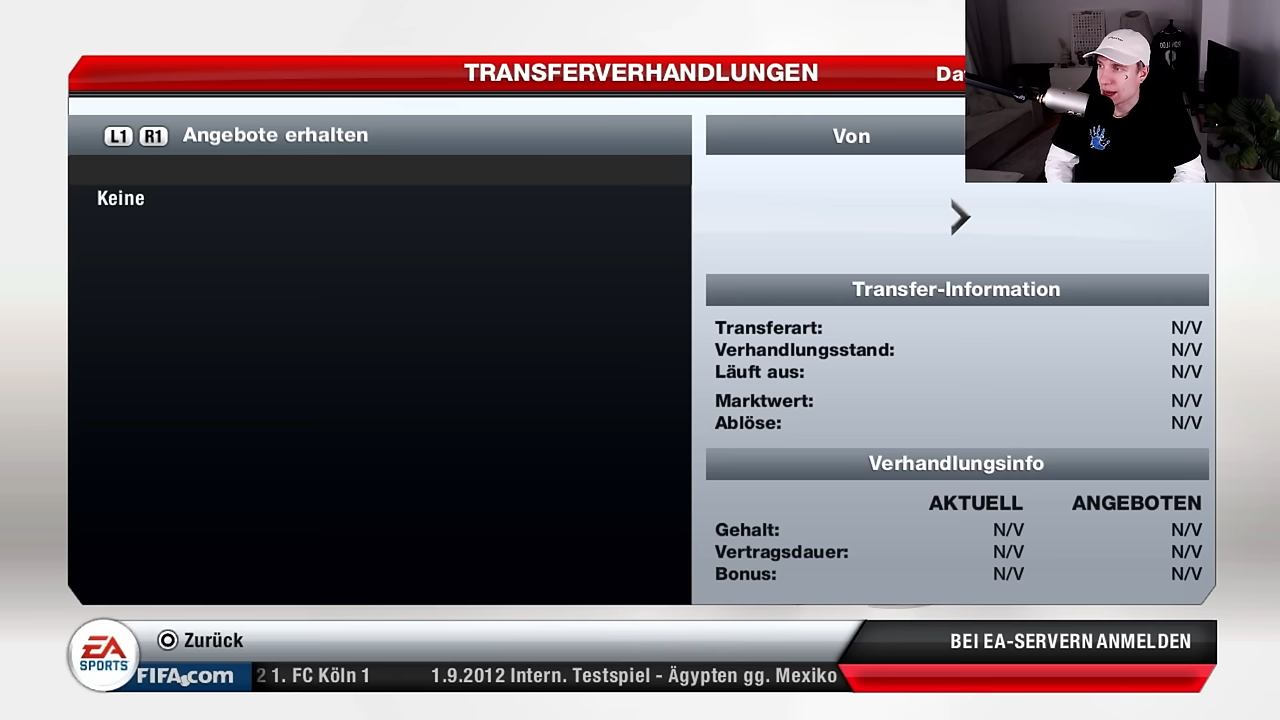 TRANSFERVERHANDLUNGEN
Da
L1 R1 Angebote erhalten
Von
Keine
Transfer-Information
Transferart: N/V
Verhandlungsstand: N/V
Läuft aus: N/V
Marktwert: N/V
Ablöse: N/V
Verhandlungsinfo
AKTUELL ANGEBOTEN
Gehalt: N/V N/V
Vertragsdauer: N/V N/V
Bonus: N/V N/V
Zurück
BEI EA-SERVERN ANMELDEN
EA SPORTS
FIFA.com 2 1. FC Köln 1 1.9.2012 Intern. Testspiel - Ägypten gg. Mexiko